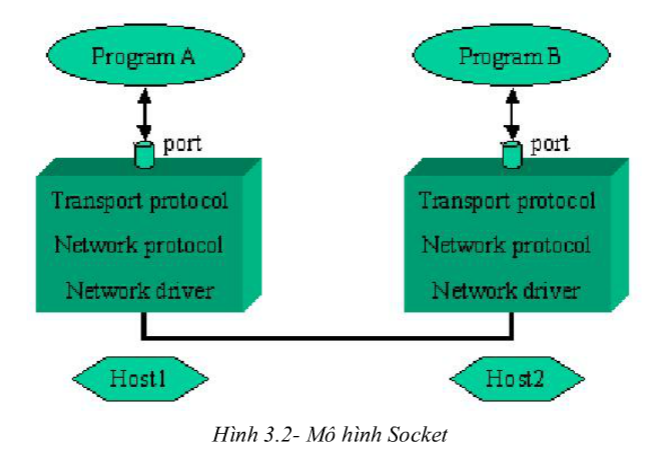 Program A
Program B
port
port
Transport protocol
Network protocol
Network driver
Transport protocol
Network protocol
Network driver
Host1
Host2
Hình 3.2- Mô hình Socket